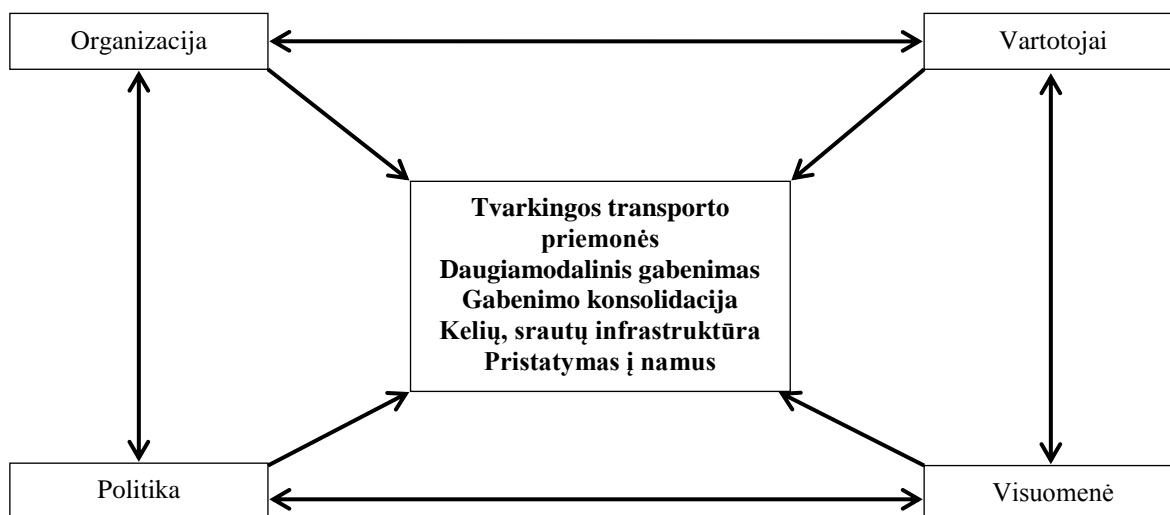 Organizacija
Vartotojai
Tvarkingos transporto
priemonės
Daugiamodalinis gabenimas
Gabenimo konsolidacija
Kelių, srautų infrastruktūra
Pristatymas į namus
Politika
Visuomenė